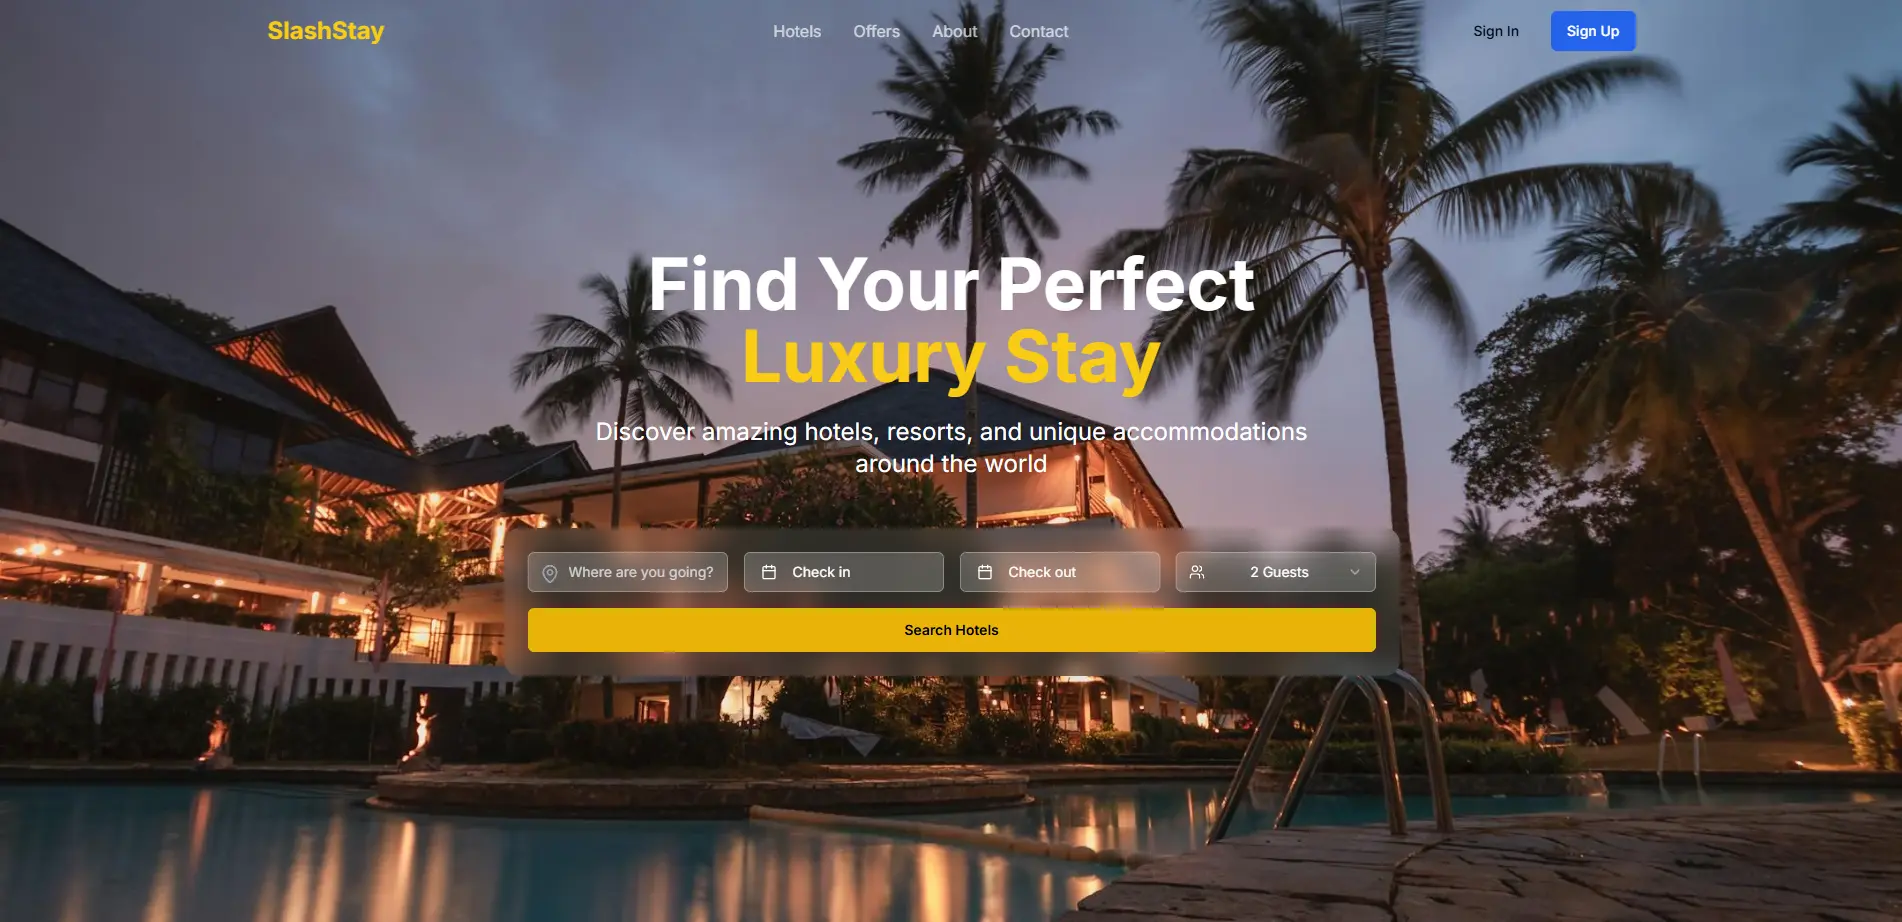 SlashStay
Hotels
Offers
About
Contact
Sign In
Sign Up
Find Your Perfect
Luxury Stay
Discover amazing hotels, resorts, and unique accommodations
around the world
Where are you going?
Check in
Check out
2 Guests
Search Hotels